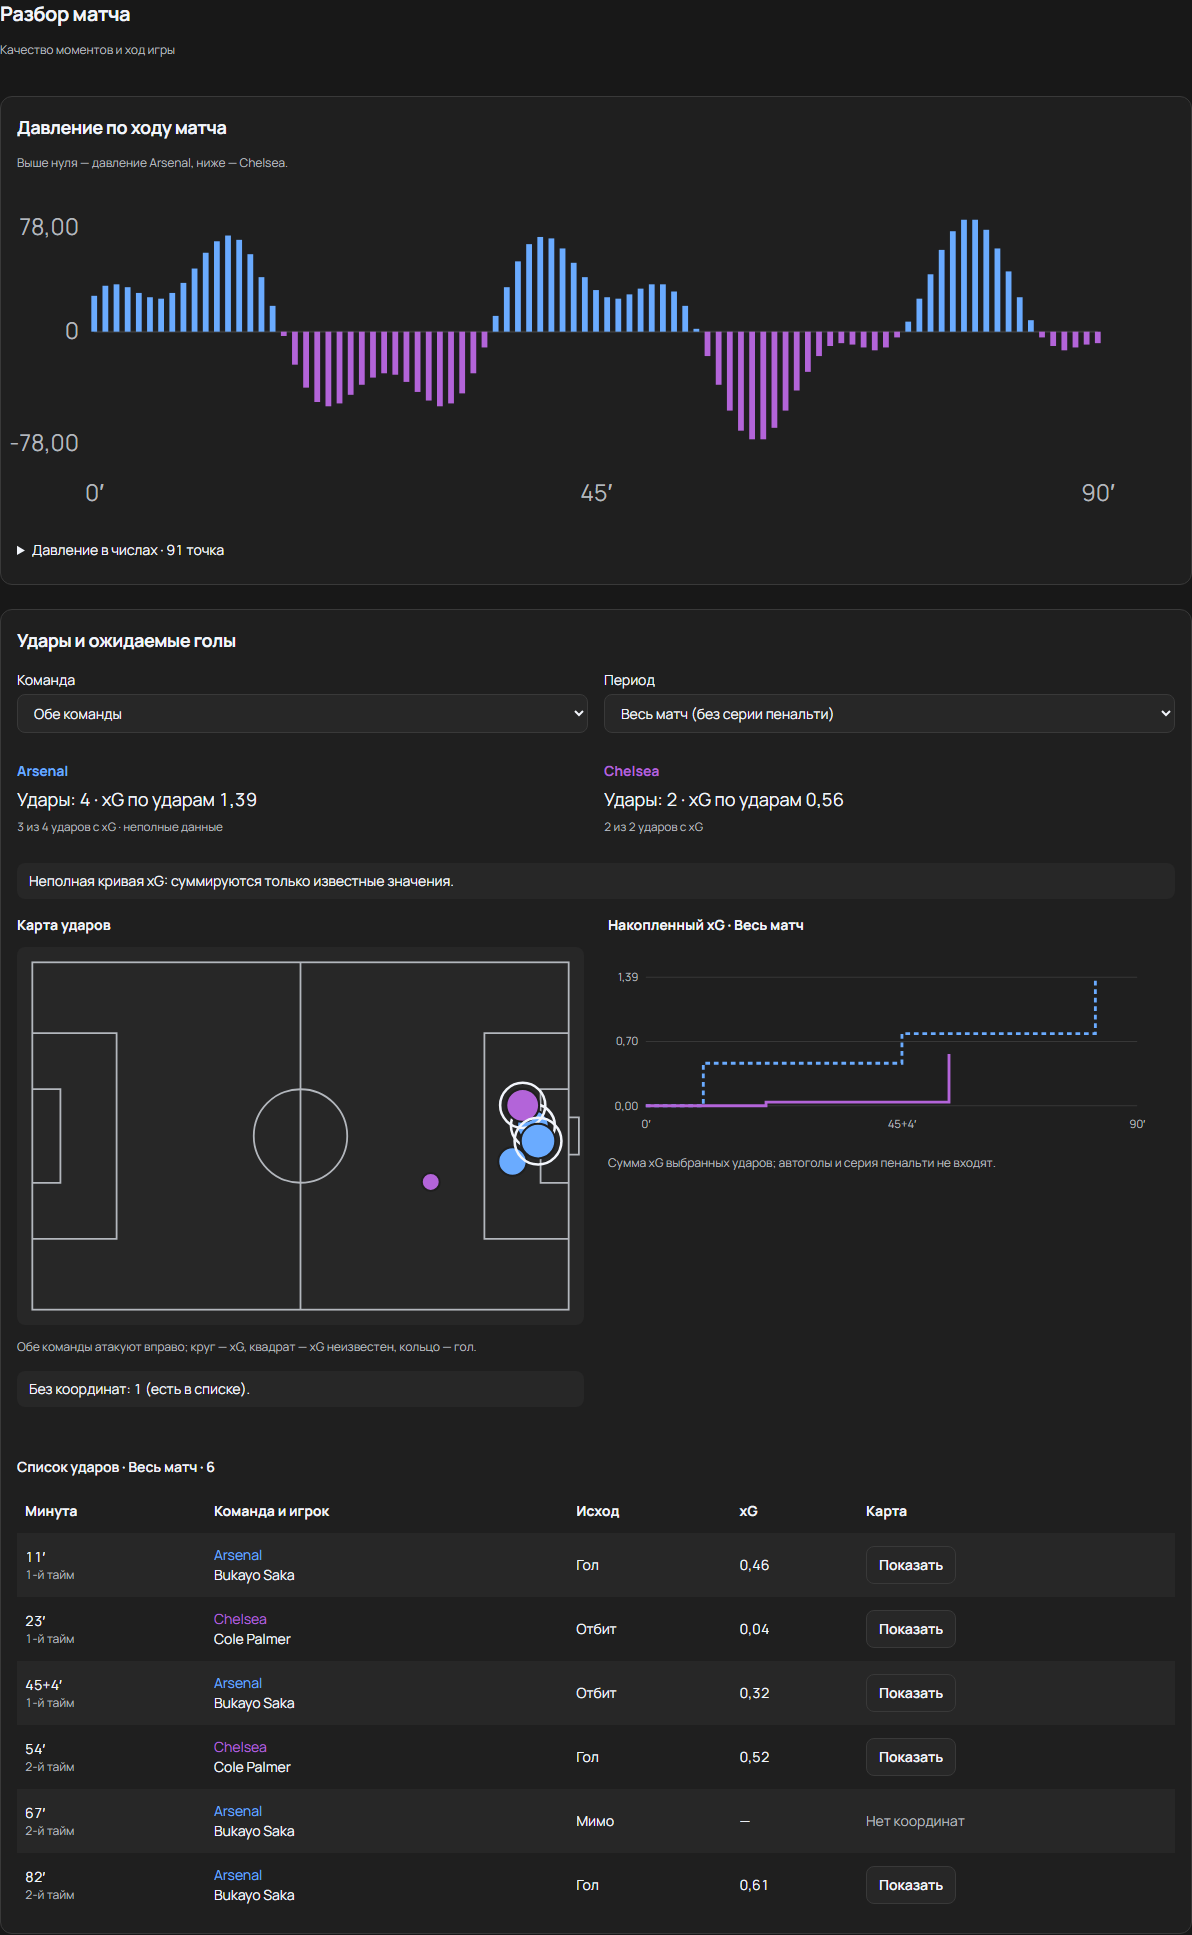 Разбор матча
Качество моментов и ход игры
Давление по ходу матча
Выше нуля — давление Arsenal, ниже — Chelsea.
78,00
0
-78,00
0′ 45′ 90′
Давление в числах · 91 точка
Удары и ожидаемые голы
Команда Период
Обе команды Весь матч (без серии пенальти)
Arsenal Chelsea
Удары: 4 · xG по ударам 1,39 Удары: 2 · xG по ударам 0,56
3 из 4 ударов с xG · неполные данные 2 из 2 ударов с xG
Неполная кривая xG: суммируются только известные значения.
Карта ударов Накопленный xG · Весь матч
1,39
0,70
0,00
0′ 45+4′ 90′
Сумма xG выбранных ударов; автоголы и серия пенальти не входят.
Обе команды атакуют вправо; круг — xG, квадрат — xG неизвестен, кольцо — гол.
Без координат: 1 (есть в списке).
Список ударов · Весь матч · 6
Минута Команда и игрок Исход xG Карта
11′ Arsenal
1-й тайм Bukayo Saka Гол 0,46 Показать
23′ Chelsea
1-й тайм Cole Palmer Отбит 0,04 Показать
45+4′ Arsenal
1-й тайм Bukayo Saka Отбит 0,32 Показать
54′ Chelsea
2-й тайм Cole Palmer Гол 0,52 Показать
67′ Arsenal
2-й тайм Bukayo Saka Мимо — Нет координат
82′ Arsenal
2-й тайм Bukayo Saka Гол 0,61 Показать